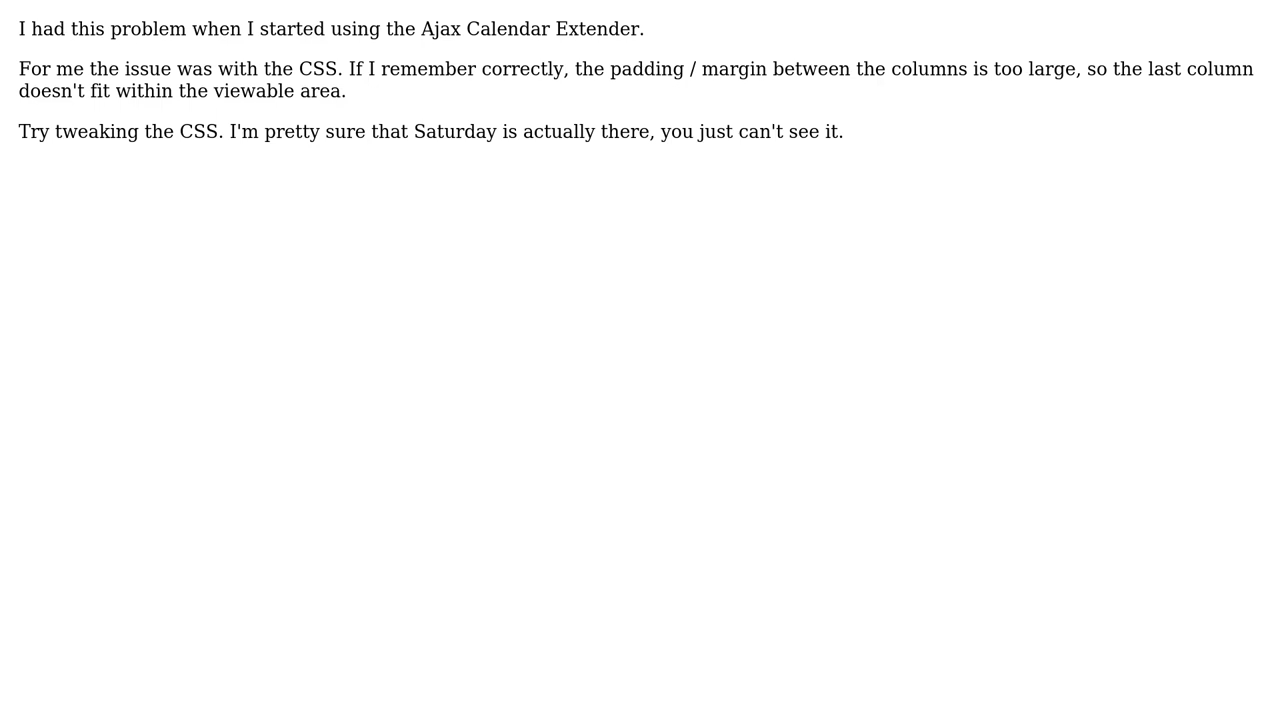 I had this problem when I started using the Ajax Calendar Extender.
For me the issue was with the CSS. If I remember correctly, the padding / margin between the columns is too large, so the last column
doesn't fit within the viewable area.
Try tweaking the CSS. I'm pretty sure that Saturday is actually there, you just can't see it.